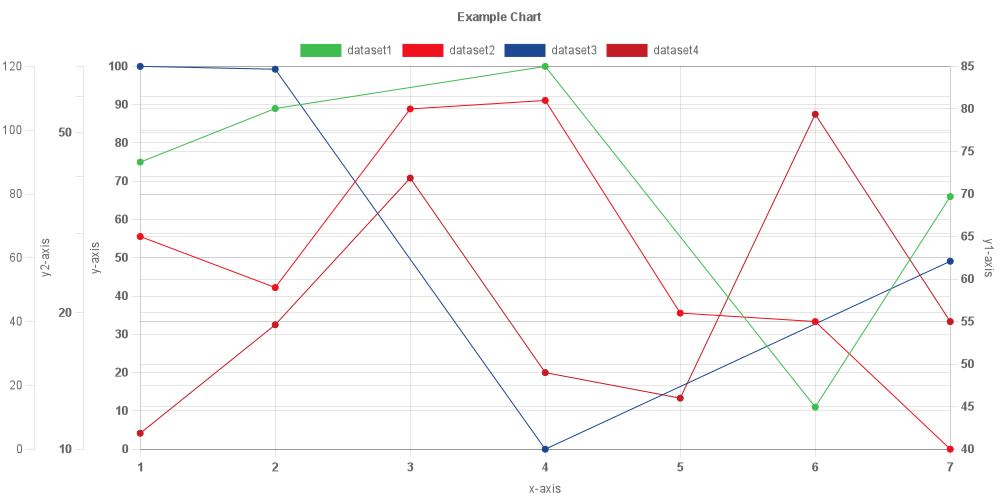 Example Chart
dataset1 dataset2 dataset3 dataset4
120 100 85
90 80
100 50 80 75
80 70 70
60 65
y2-axis y-axis y1-axis
60 50 60
40 55
40 20 30 55
20 20 50
10 45
0 10 0 40
1 2 3 4 5 6 7
x-axis